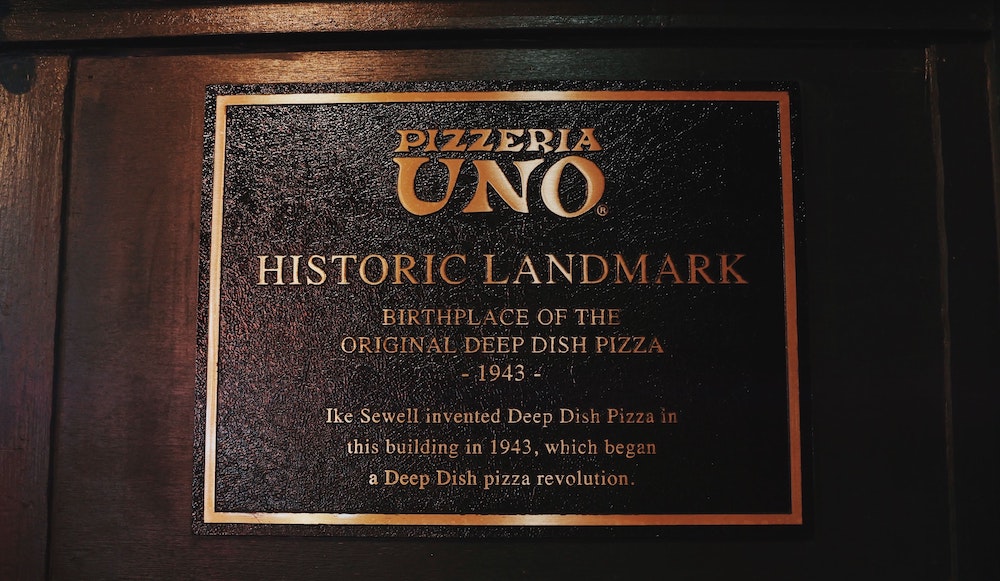 PIZZERIA
UNO®
HISTORIC LANDMARK
BIRTHPLACE OF THE
ORIGINAL DEEP DISH PIZZA
- 1943 -
Ike Sewell invented Deep Dish Pizza in
this building in 1943, which began
a Deep Dish pizza revolution.